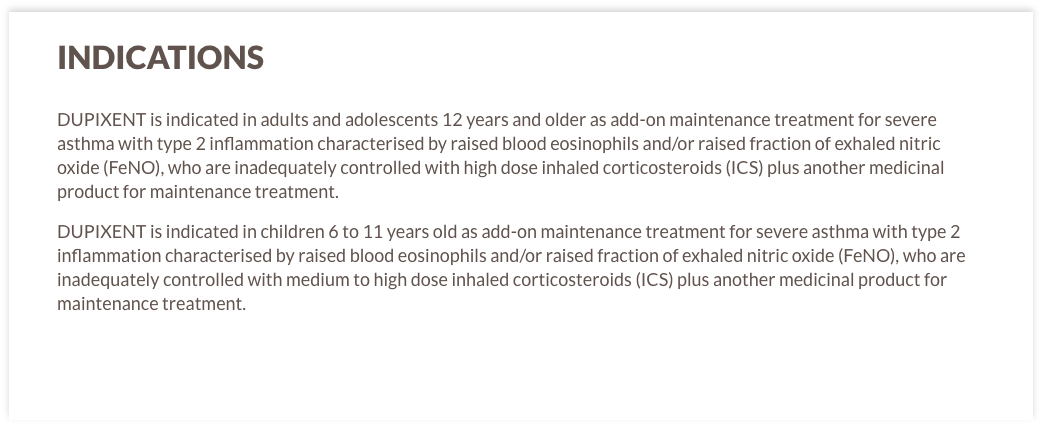 INDICATIONS
DUPIXENT is indicated in adults and adolescents 12 years and older as add-on maintenance treatment for severe
asthma with type 2 inflammation characterised by raised blood eosinophils and/or raised fraction of exhaled nitric
oxide (FeNO), who are inadequately controlled with high dose inhaled corticosteroids (ICS) plus another medicinal
product for maintenance treatment.
DUPIXENT is indicated in children 6 to 11 years old as add-on maintenance treatment for severe asthma with type 2
inflammation characterised by raised blood eosinophils and/or raised fraction of exhaled nitric oxide (FeNO), who are
inadequately controlled with medium to high dose inhaled corticosteroids (ICS) plus another medicinal product for
maintenance treatment.